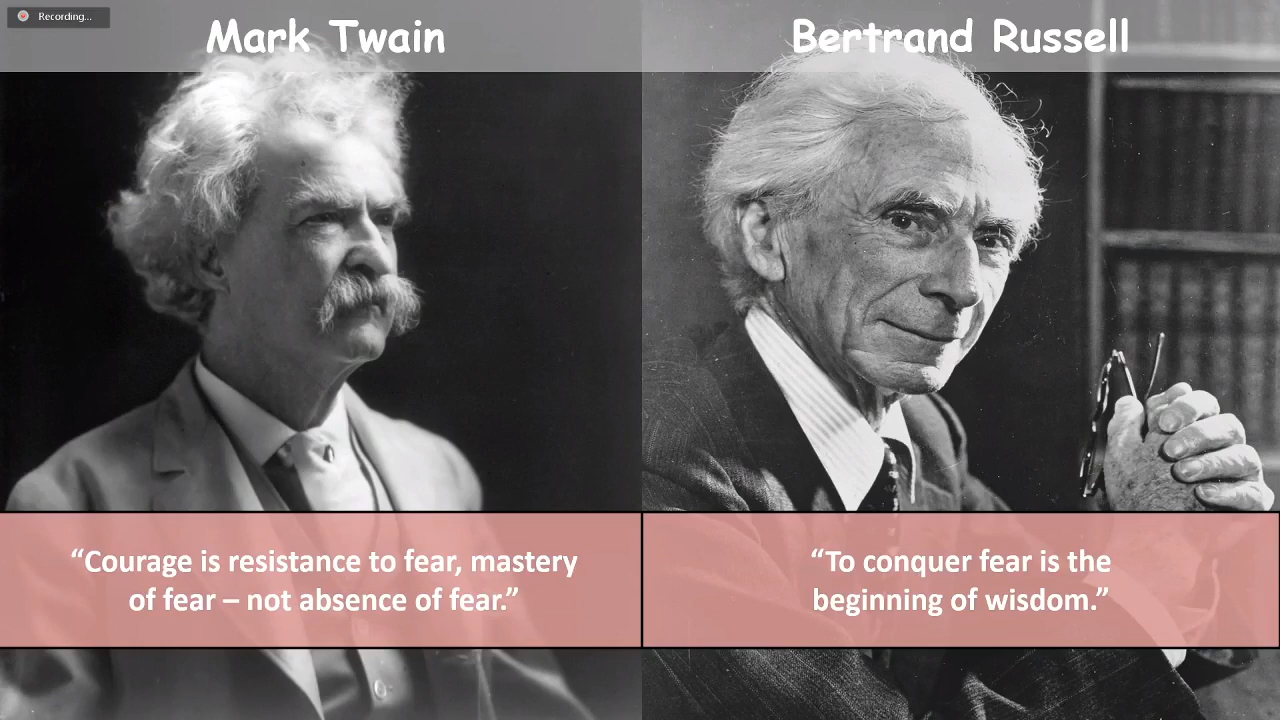 Recording...
Mark Twain
Bertrand Russell
“Courage is resistance to fear, mastery
of fear – not absence of fear.”
“To conquer fear is the
beginning of wisdom.”